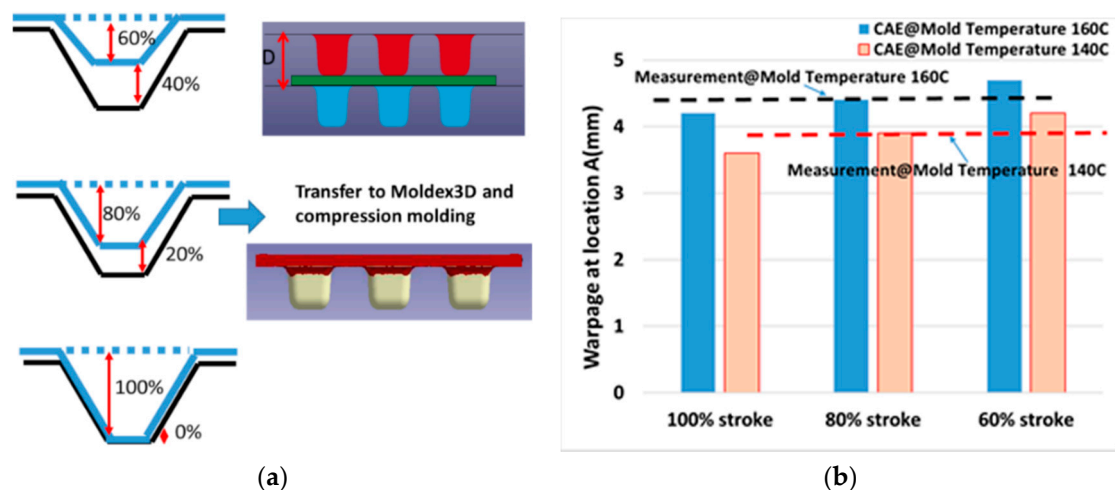 60%
40%
D
80%
20%
Transfer to Moldex3D and
compression molding
100%
0%
(a)
CAE@Mold Temperature 160C
CAE@Mold Temperature 140C
Warpage at location A(mm)
5
4
3
2
1
0
Measurement@Mold Temperature 160C
Measurement@Mold Temperature 140C
100% stroke
80% stroke
60% stroke
(b)